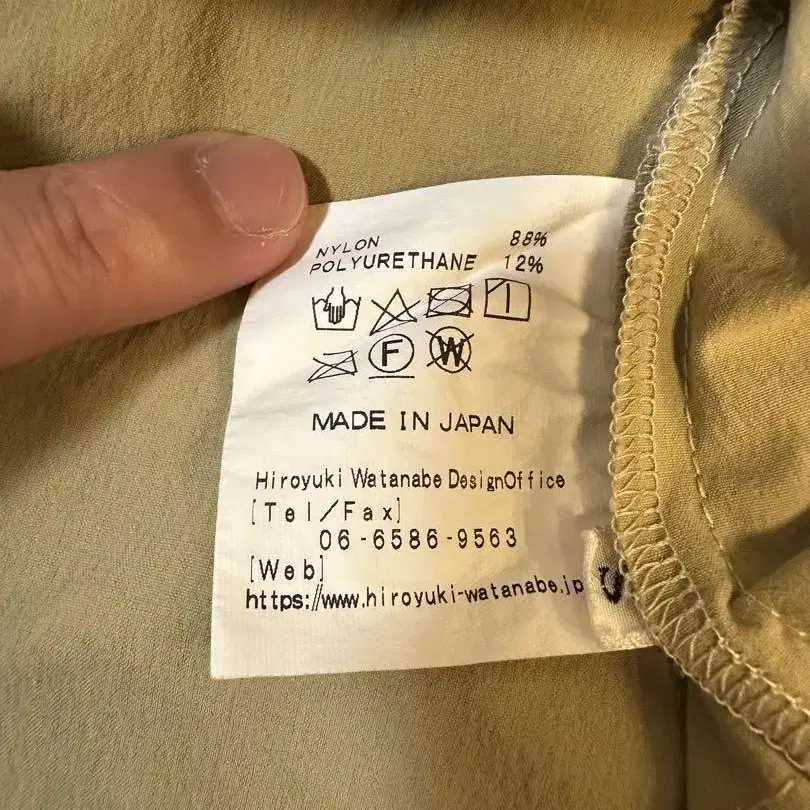 NYLON 88%
POLYURETHANE 12%
F W
MADE IN JAPAN
Hiroyuki Watanabe DesignOffice
[Tel/Fax]
06-6586-9563
[Web]
https://www.hiroyuki-watanabe.jp